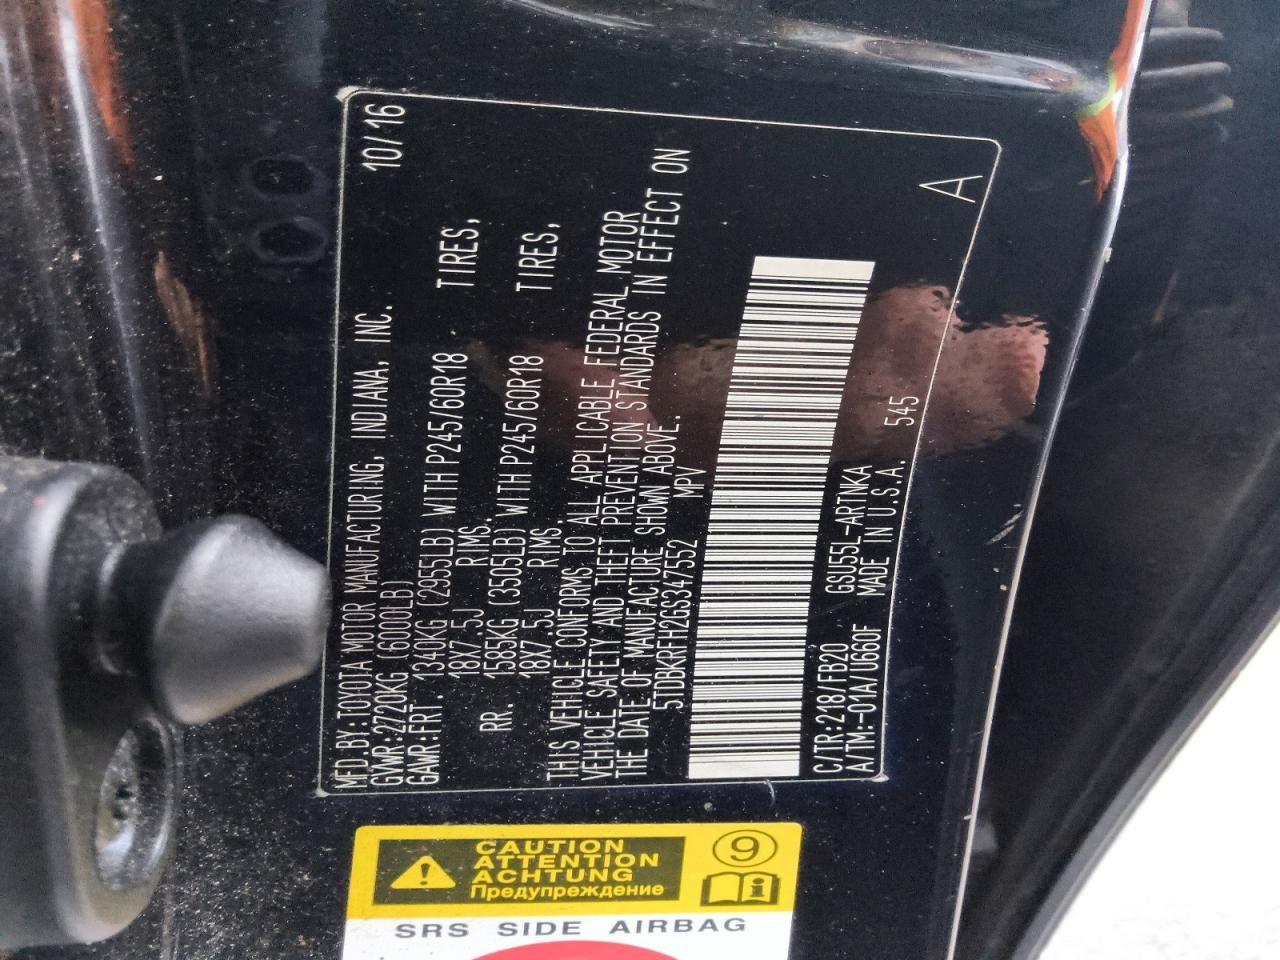 MFD.BY:TOYOTA MOTOR MANUFACTURING, INDIANA, INC. 10/16
GVWR:2720KG (6000LB)
GAWR:FRT. 1340KG (2955LB) WITH P245/60R18 TIRES,
18X7.5J RIMS.
RR. 1585KG (3505LB) WITH P245/60R18 TIRES,
18X7.5J RIMS.
THIS VEHICLE CONFORMS TO ALL APPLICABLE FEDERAL MOTOR
VEHICLE SAFETY AND THEFT PREVENTION STANDARDS IN EFFECT ON
THE DATE OF MANUFACTURE SHOWN ABOVE.
5TDBKRFH2GS347552 MPV
C/TR:218/FB20 GSU55L-ARTNKA
A/TM:-01A/U660F MADE IN U.S.A. 545
A
CAUTION
ATTENTION
ACHTUNG
Предупреждение
9
i
SRS SIDE AIRBAG